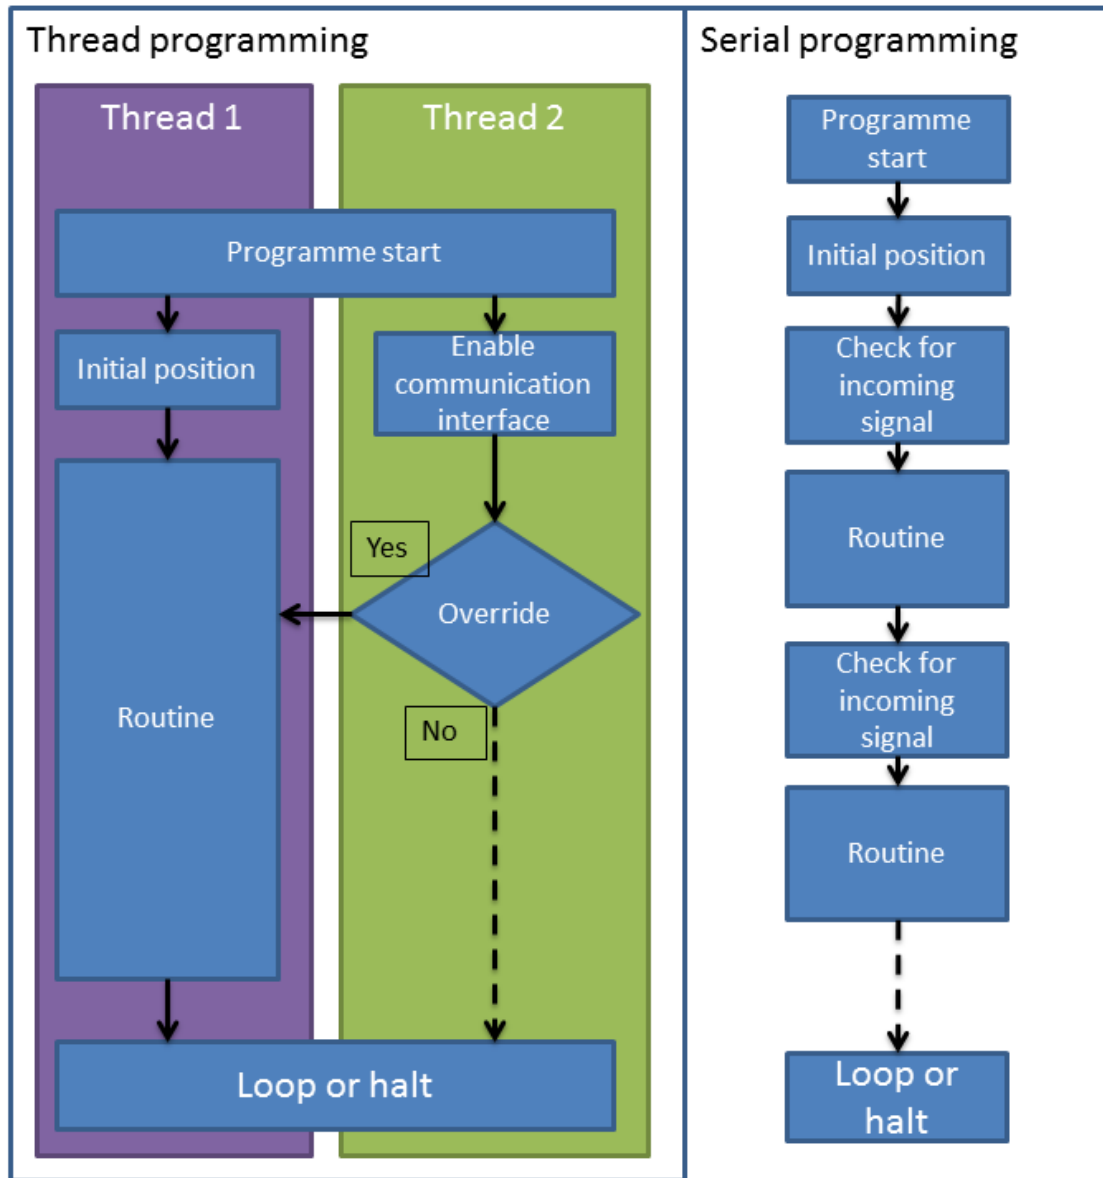 Thread programming
Thread 1
Thread 2
Programme start
Initial position
Enable
communication
interface
Yes
Override
No
Routine
Loop or halt
Serial programming
Programme
start
Initial position
Check for
incoming
signal
Routine
Check for
incoming
signal
Routine
Loop or
halt